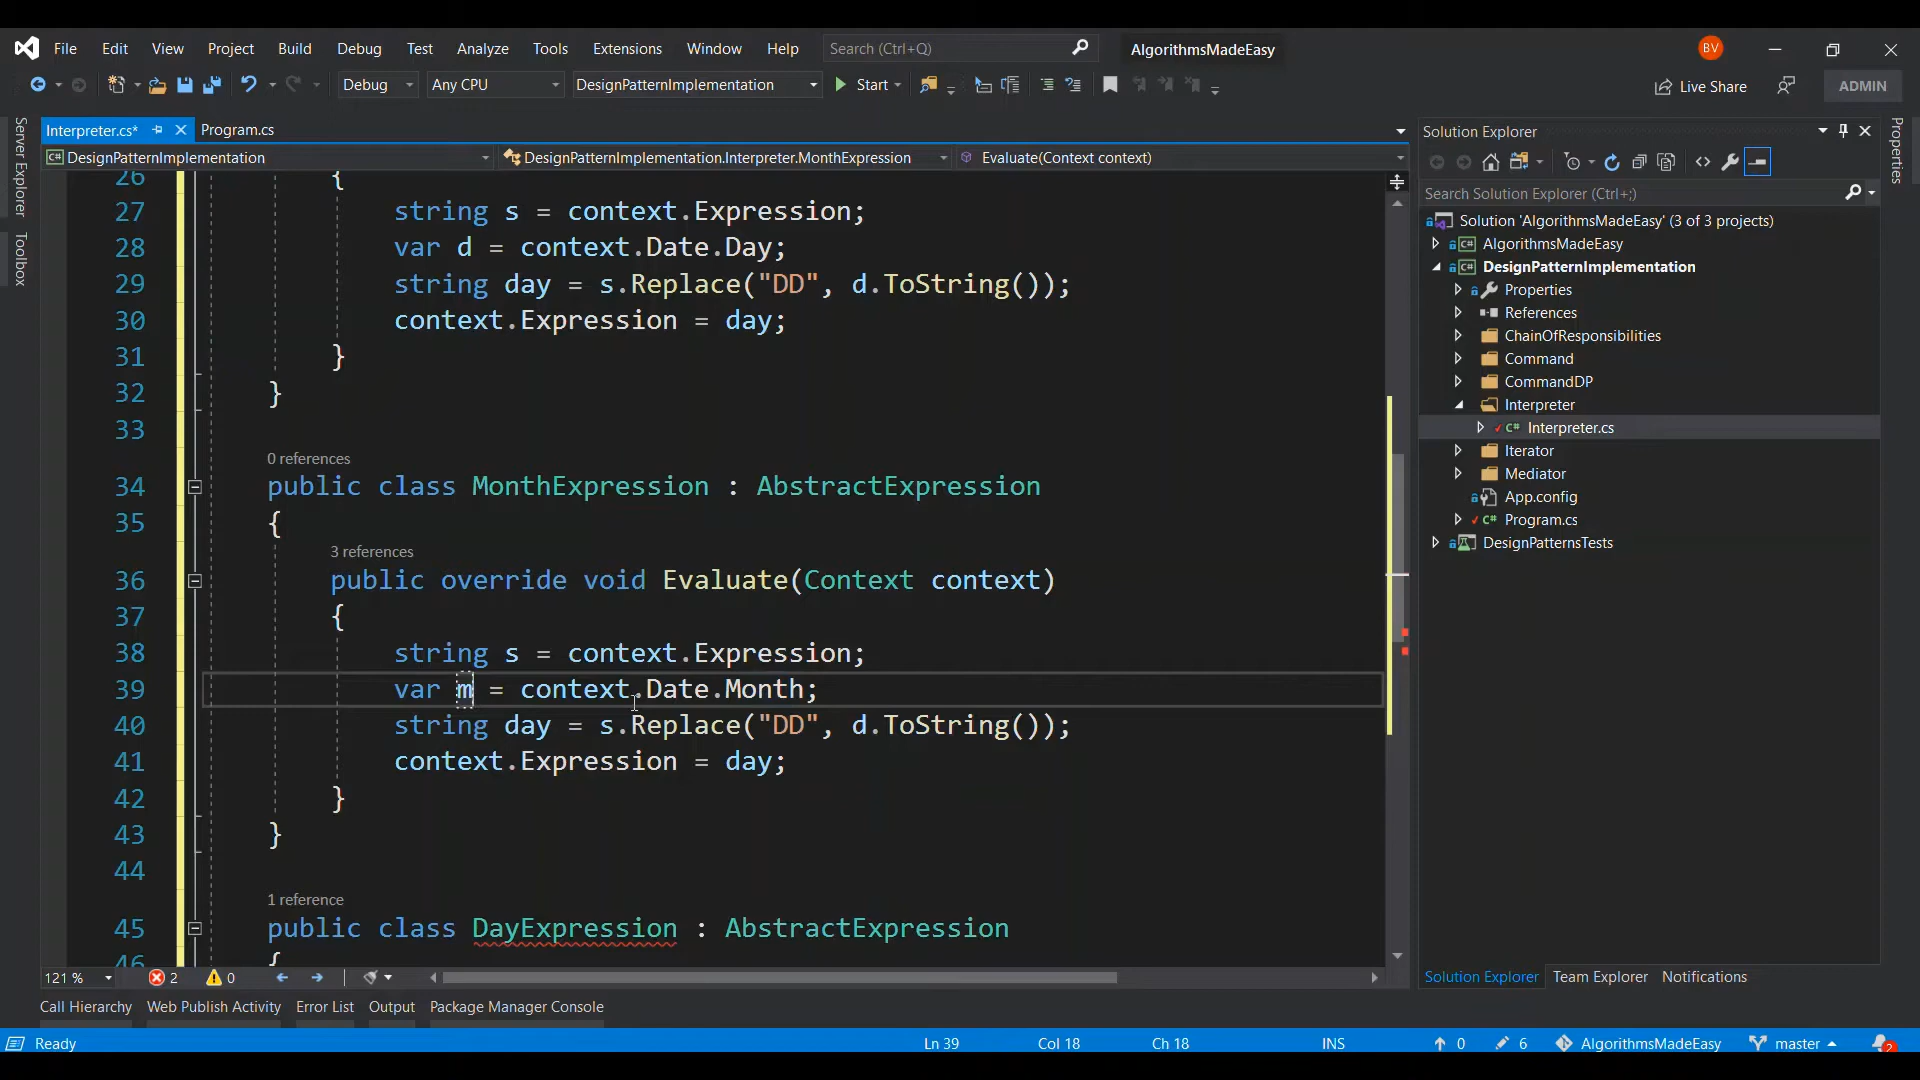 File Edit View Project Build Debug Test Analyze Tools Extensions Window Help Search (Ctrl+Q) AlgorithmsMadeEasy BV
Debug Any CPU DesignPatternImplementation Start Live Share ADMIN
Server Explorer
Toolbox
Interpreter.cs* Program.cs
DesignPatternImplementation DesignPatternImplementation.Interpreter.MonthExpression Evaluate(Context context)
26 {
27 string s = context.Expression;
28 var d = context.Date.Day;
29 string day = s.Replace("DD", d.ToString());
30 context.Expression = day;
31 }
32 }
33
0 references
34 public class MonthExpression : AbstractExpression
35 {
3 references
36 public override void Evaluate(Context context)
37 {
38 string s = context.Expression;
39 var m = context.Date.Month;
40 string day = s.Replace("DD", d.ToString());
41 context.Expression = day;
42 }
43 }
44
1 reference
45 public class DayExpression : AbstractExpression
46 {
121 % 2 0
Solution Explorer
Search Solution Explorer (Ctrl+;)
Solution 'AlgorithmsMadeEasy' (3 of 3 projects)
C# AlgorithmsMadeEasy
C# DesignPatternImplementation
Properties
References
ChainOfResponsibilities
Command
CommandDP
Interpreter
C# Interpreter.cs
Iterator
Mediator
App.config
C# Program.cs
DesignPatternsTests
Solution Explorer Team Explorer Notifications
Properties
Call Hierarchy Web Publish Activity Error List Output Package Manager Console
Ready Ln 39 Col 18 Ch 18 INS 0 6 AlgorithmsMadeEasy master 2